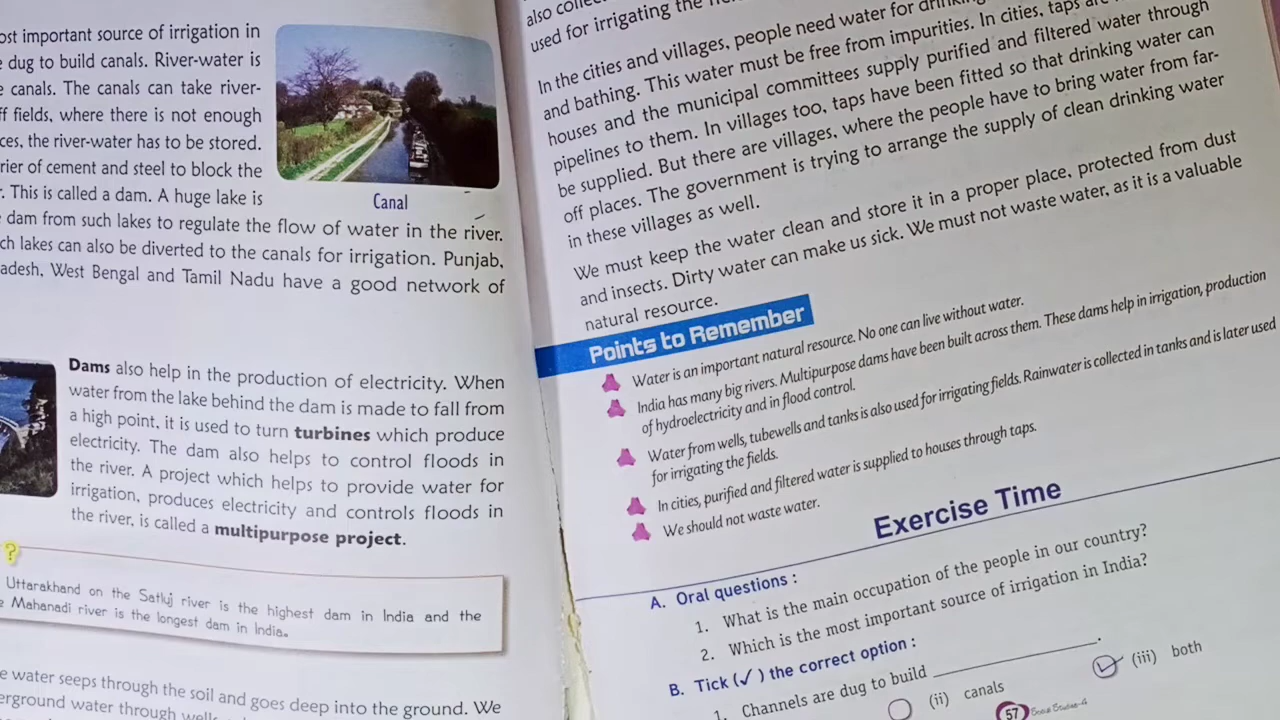 ost important source of irrigation in
dug to build canals. River-water is
canals. The canals can take river-
ff fields, where there is not enough
ces, the river-water has to be stored.
rier of cement and steel to block the
. This is called a dam. A huge lake is
dam from such lakes to regulate the flow of water in the river.
ch lakes can also be diverted to the canals for irrigation. Punjab,
adesh, West Bengal and Tamil Nadu have a good network of
Canal
Dams also help in the production of electricity. When
water from the lake behind the dam is made to fall from
a high point, it is used to turn turbines which produce
electricity. The dam also helps to control floods in
the river. A project which helps to provide water for
irrigation, produces electricity and controls floods in
the river, is called a multipurpose project.
?
Uttarakhand on the Satluj river is the highest dam in India and the
Mahanadi river is the longest dam in India.
e water seeps through the soil and goes deep into the ground. We
erground water through wells
also collec
used for irrigating the
In the cities and villages, people need water for drinking
and bathing. This water must be free from impurities. In cities, taps are
houses and the municipal committees supply purified and filtered water through
pipelines to them. In villages too, taps have been fitted so that drinking water can
be supplied. But there are villages, where the people have to bring water from far-
off places. The government is trying to arrange the supply of clean drinking water
in these villages as well.
We must keep the water clean and store it in a proper place, protected from dust
and insects. Dirty water can make us sick. We must not waste water, as it is a valuable
natural resource.
Points to Remember
Water is an important natural resource. No one can live without water.
India has many big rivers. Multipurpose dams have been built across them. These dams help in irrigation, production
of hydroelectricity and in flood control.
Water from wells, tubewells and tanks is also used for irrigating fields. Rainwater is collected in tanks and is later used
for irrigating the fields.
In cities, purified and filtered water is supplied to houses through taps.
We should not waste water.
Exercise Time
A. Oral questions :
1. What is the main occupation of the people in our country?
2. Which is the most important source of irrigation in India?
B. Tick (✓) the correct option :
1. Channels are dug to build ____________.
(ii) canals
(iii) both
57 Social Studies-4